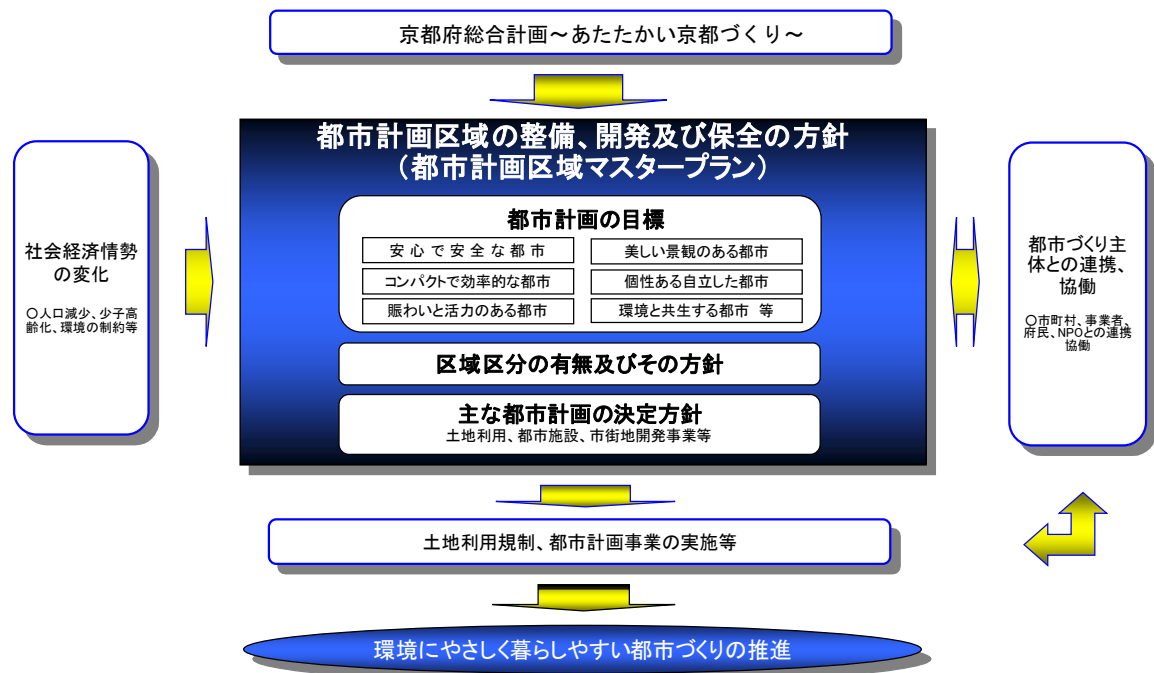 京都府総合計画～あたたかい京都づくり～
都市計画区域の整備、開発及び保全の方針
（都市計画区域マスタープラン）
都市計画の目標
安心で安全な都市
美しい景観のある都市
コンパクトで効率的な都市
個性ある自立した都市
賑わいと活力のある都市
環境と共生する都市 等
区域区分の有無及びその方針
主な都市計画の決定方針
土地利用、都市施設、市街地開発事業等
社会経済情勢
の変化
○人口減少、少子高
齢化、環境の制約等
都市づくり主
体との連携、
協働
○市町村、事業者、
府民、NPOとの連携
協働
土地利用規制、都市計画事業の実施等
環境にやさしく暮らしやすい都市づくりの推進